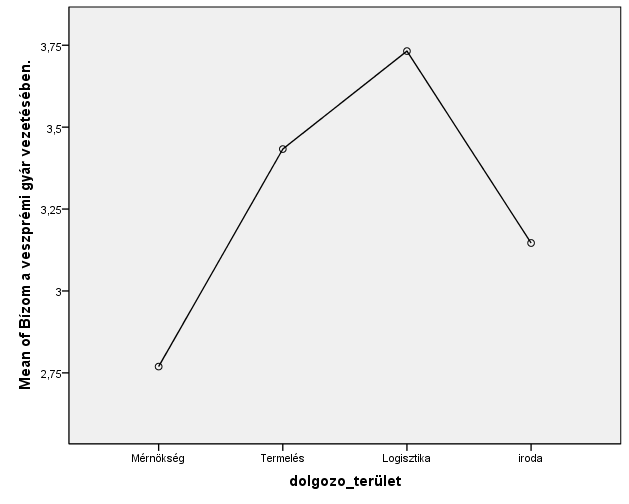 Mean of Bízom a veszprémi gyár vezetésében.
3,75
3,5
3,25
3
2,75
Mérnökség Termelés Logisztika iroda
dolgozo_terület